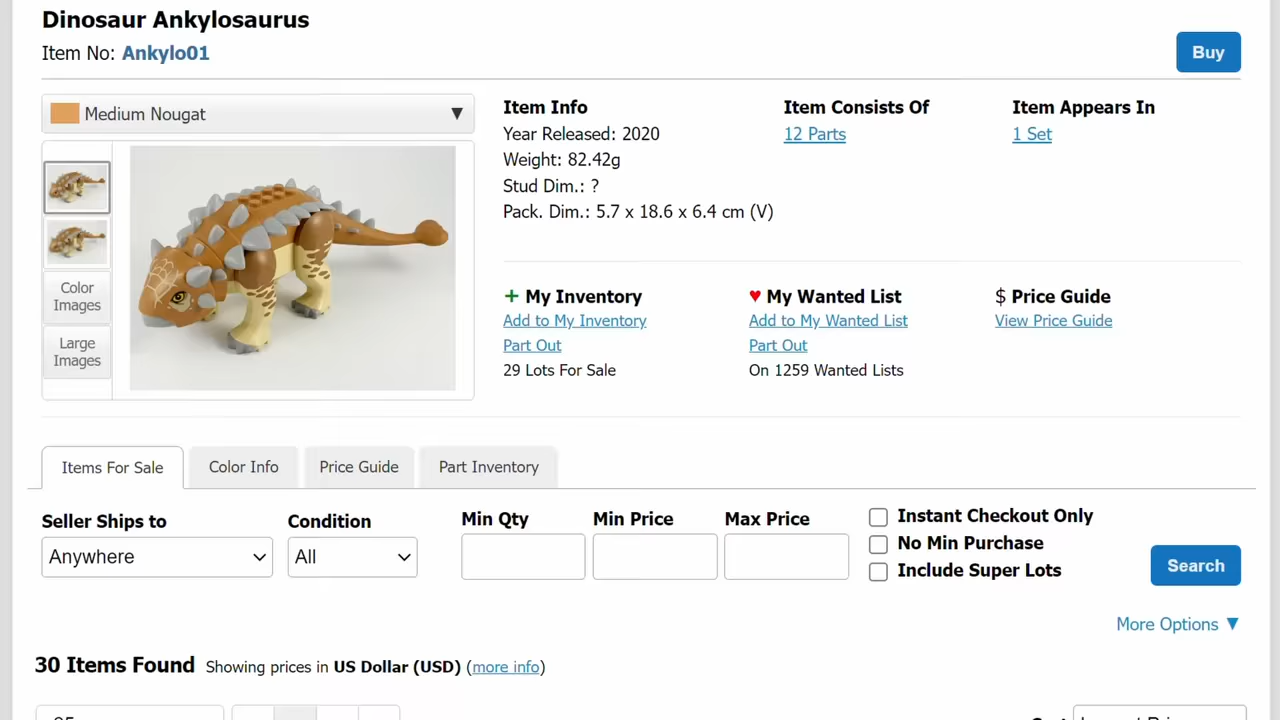 Dinosaur Ankylosaurus
Item No: Ankylo01
Buy
Medium Nougat ▼
Color
Images
Large
Images
Item Info
Year Released: 2020
Weight: 82.42g
Stud Dim.: ?
Pack. Dim.: 5.7 x 18.6 x 6.4 cm (V)
Item Consists Of
12 Parts
Item Appears In
1 Set
+ My Inventory
Add to My Inventory
Part Out
29 Lots For Sale
♥ My Wanted List
Add to My Wanted List
Part Out
On 1259 Wanted Lists
$ Price Guide
View Price Guide
Items For Sale
Color Info
Price Guide
Part Inventory
Seller Ships to
Anywhere
Condition
All
Min Qty
Min Price
Max Price
Instant Checkout Only
No Min Purchase
Include Super Lots
Search
More Options ▼
30 Items Found Showing prices in US Dollar (USD) (more info)